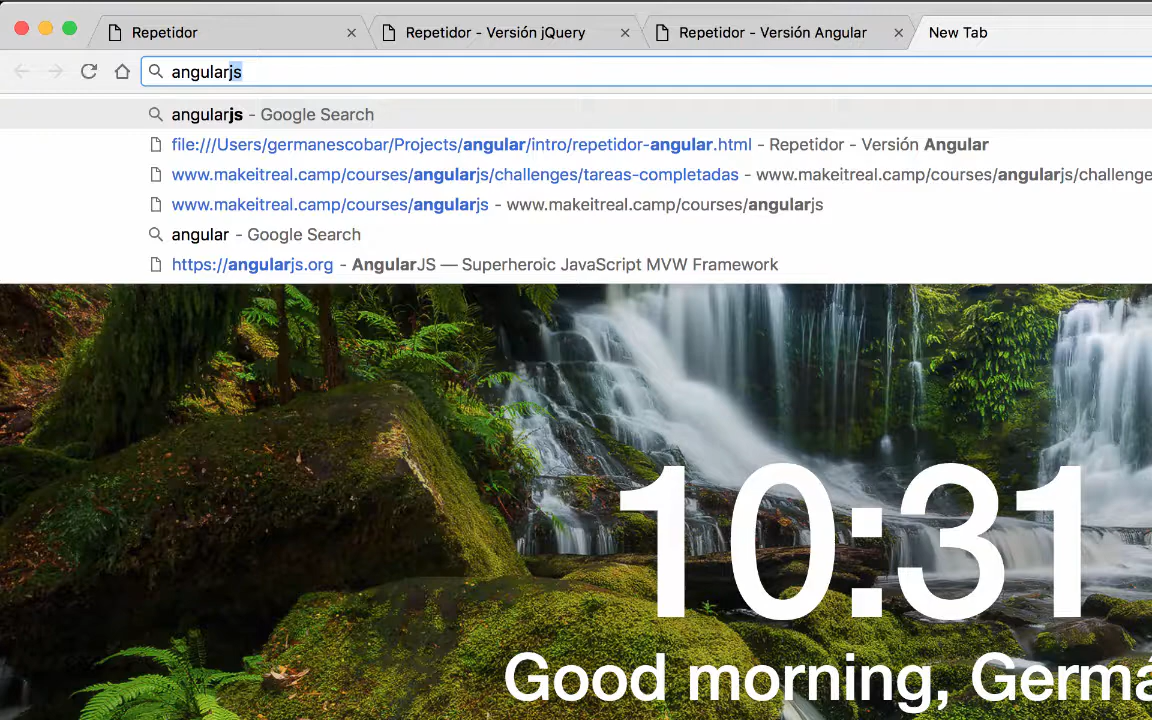 Repetidor
Repetidor - Versión jQuery
Repetidor - Versión Angular
New Tab
angularjs
angularjs - Google Search
file:///Users/germanescobar/Projects/angular/intro/repetidor-angular.html - Repetidor - Versión Angular
www.makeitreal.camp/courses/angularjs/challenges/tareas-completadas - www.makeitreal.camp/courses/angularjs/challenge
www.makeitreal.camp/courses/angularjs - www.makeitreal.camp/courses/angularjs
angular - Google Search
https://angularjs.org - AngularJS — Superheroic JavaScript MVW Framework
10:31
Good morning, Germá